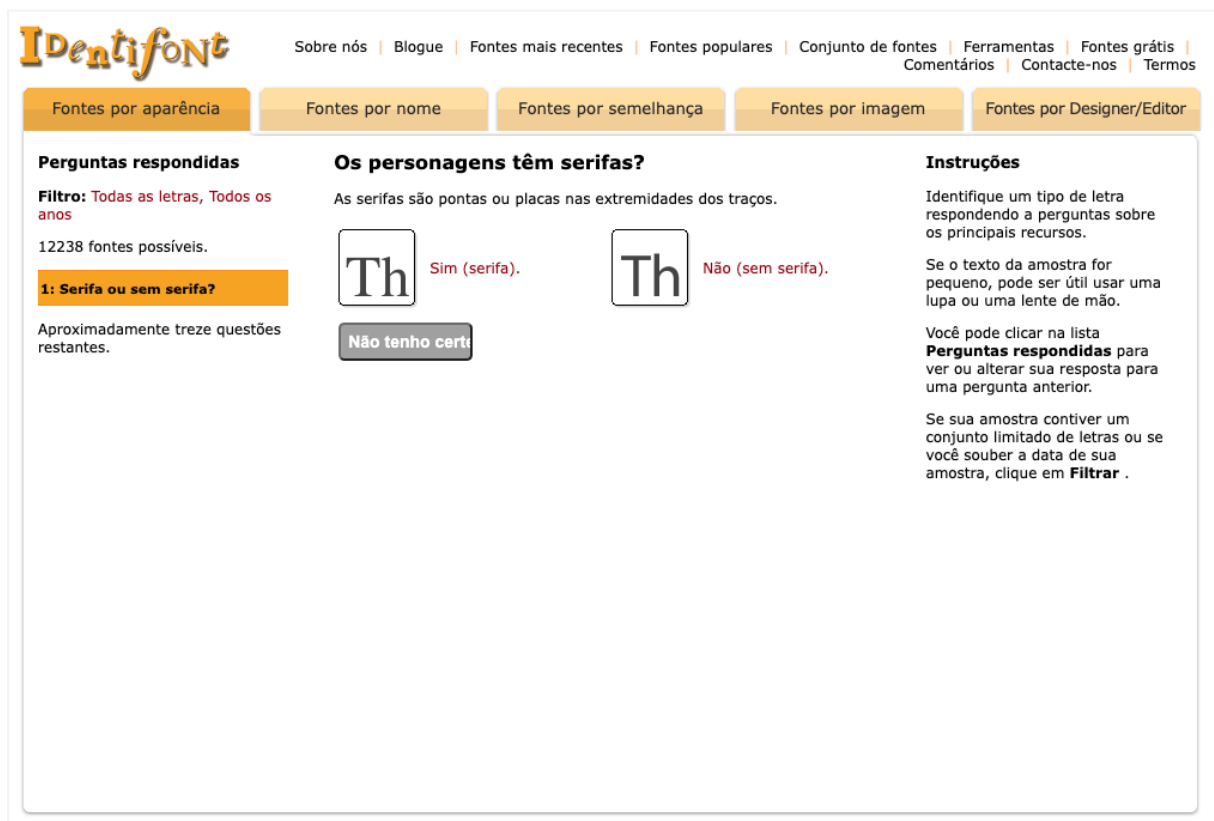 IDentifoNt
Sobre nós | Blogue | Fontes mais recentes | Fontes populares | Conjunto de fontes | Ferramentas | Fontes grátis |
Comentários | Contacte-nos | Termos
Fontes por aparência
Fontes por nome
Fontes por semelhança
Fontes por imagem
Fontes por Designer/Editor
Perguntas respondidas
Filtro: Todas as letras, Todos os
anos
12238 fontes possíveis.
1: Serifa ou sem serifa?
Aproximadamente treze questões
restantes.
Os personagens têm serifas?
As serifas são pontas ou placas nas extremidades dos traços.
Th Sim (serifa).
Th Não (sem serifa).
Não tenho certe
Instruções
Identifique um tipo de letra
respondendo a perguntas sobre
os principais recursos.
Se o texto da amostra for
pequeno, pode ser útil usar uma
lupa ou uma lente de mão.
Você pode clicar na lista
Perguntas respondidas para
ver ou alterar sua resposta para
uma pergunta anterior.
Se sua amostra contiver um
conjunto limitado de letras ou se
você souber a data de sua
amostra, clique em Filtrar .